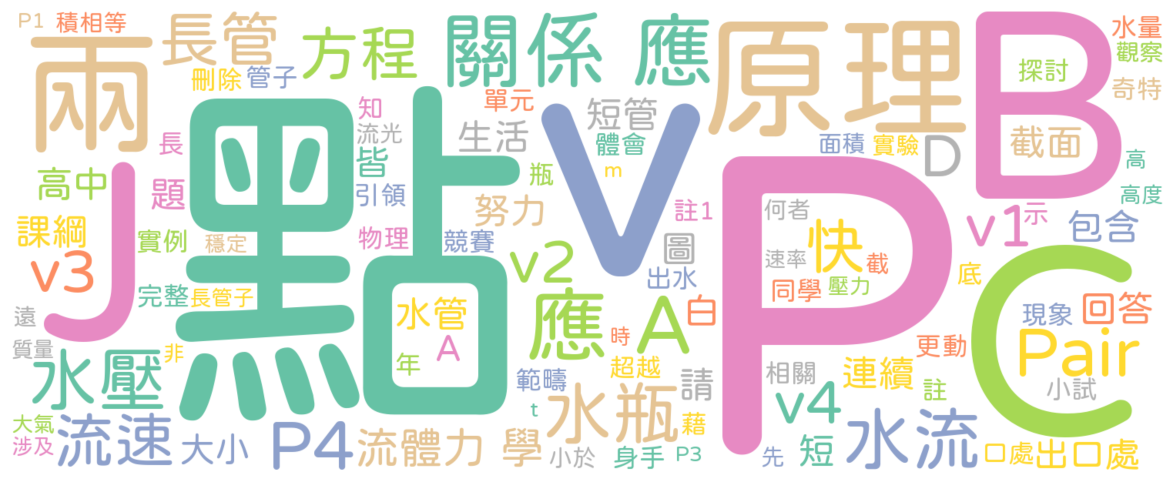 P1
積相等
長管
方程
關係
應
原理
B
水量
觀察
奇特
兩
刪除
管子
點
知
流光
皆
單元
生活
短管
體會
V
面積
實驗
探討
D
截面
高
高度
長
高中
題
引領
瓶
m
努力
註1
P
何者
快
v1
示
包含
課綱
實例
穩定
物理
競賽
圖
速率
截
v3
J
完整
長管子
v2
出水
同學
壓力
底
C
遠
水管
A
應
時
A
白
現象
回答
質量
水壓
非
年
超越
更動
Pair
範疇
請
相關
連續
小試
t
水瓶
v4
註
大氣
涉及
流速
大小
P4
流體力
學
小於
身手
藉
P3
先
短
水流
口處
出口處